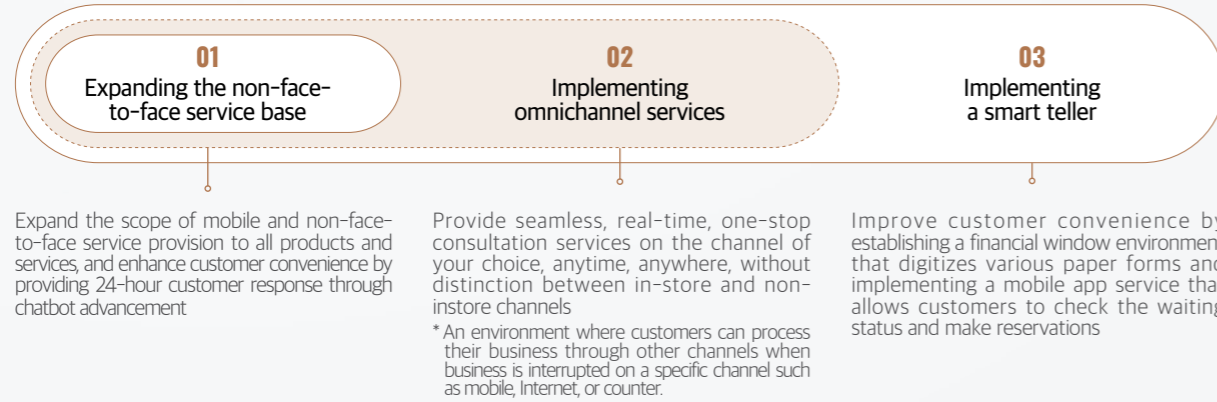 01
Expanding the non-face-
to-face service base
02
Implementing
omnichannel services
03
Implementing
a smart teller
Expand the scope of mobile and non-face-
to-face service provision to all products and
services, and enhance customer convenience by
providing 24-hour customer response through
chatbot advancement
Provide seamless, real-time, one-stop
consultation services on the channel of
your choice, anytime, anywhere, without
distinction between in-store and non-
instore channels
* An environment where customers can process
their business through other channels when
business is interrupted on a specific channel such
as mobile, Internet, or counter.
Improve customer convenience by
establishing a financial window environmen
that digitizes various paper forms and
implementing a mobile app service tha
allows customers to check the waiting
status and make reservations